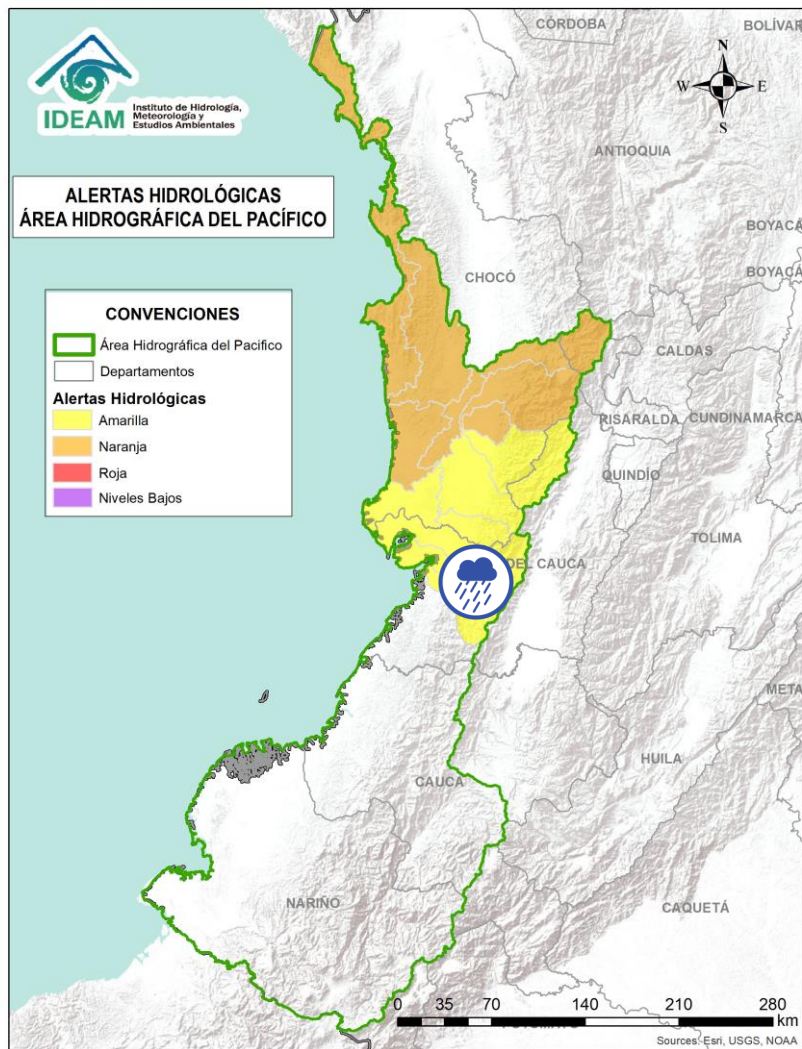 IDEAM
Instituto de Hidrología,
Meteorología y
Estudios Ambientales
CÓRDOBA
BOLÍVAR
N
W
E
S
ALERTAS HIDROLÓGICAS
ÁREA HIDROGRÁFICA DEL PACÍFICO
ANTIOQUIA
BOYACÁ
BOYACÁ
CHOCÓ
CONVENCIONES
Área Hidrográfica del Pacifico
Departamentos
Alertas Hidrológicas
Amarilla
Naranja
Roja
Niveles Bajos
CALDAS
RISARALDA
CUNDINAMARCA
QUINDÍO
TOLIMA
DEL CAUCA
META
HUILA
CAUCA
NARIÑO
CAQUETÁ
0 35 70 140 210 280
km
Sources: Esri, USGS, NOAA